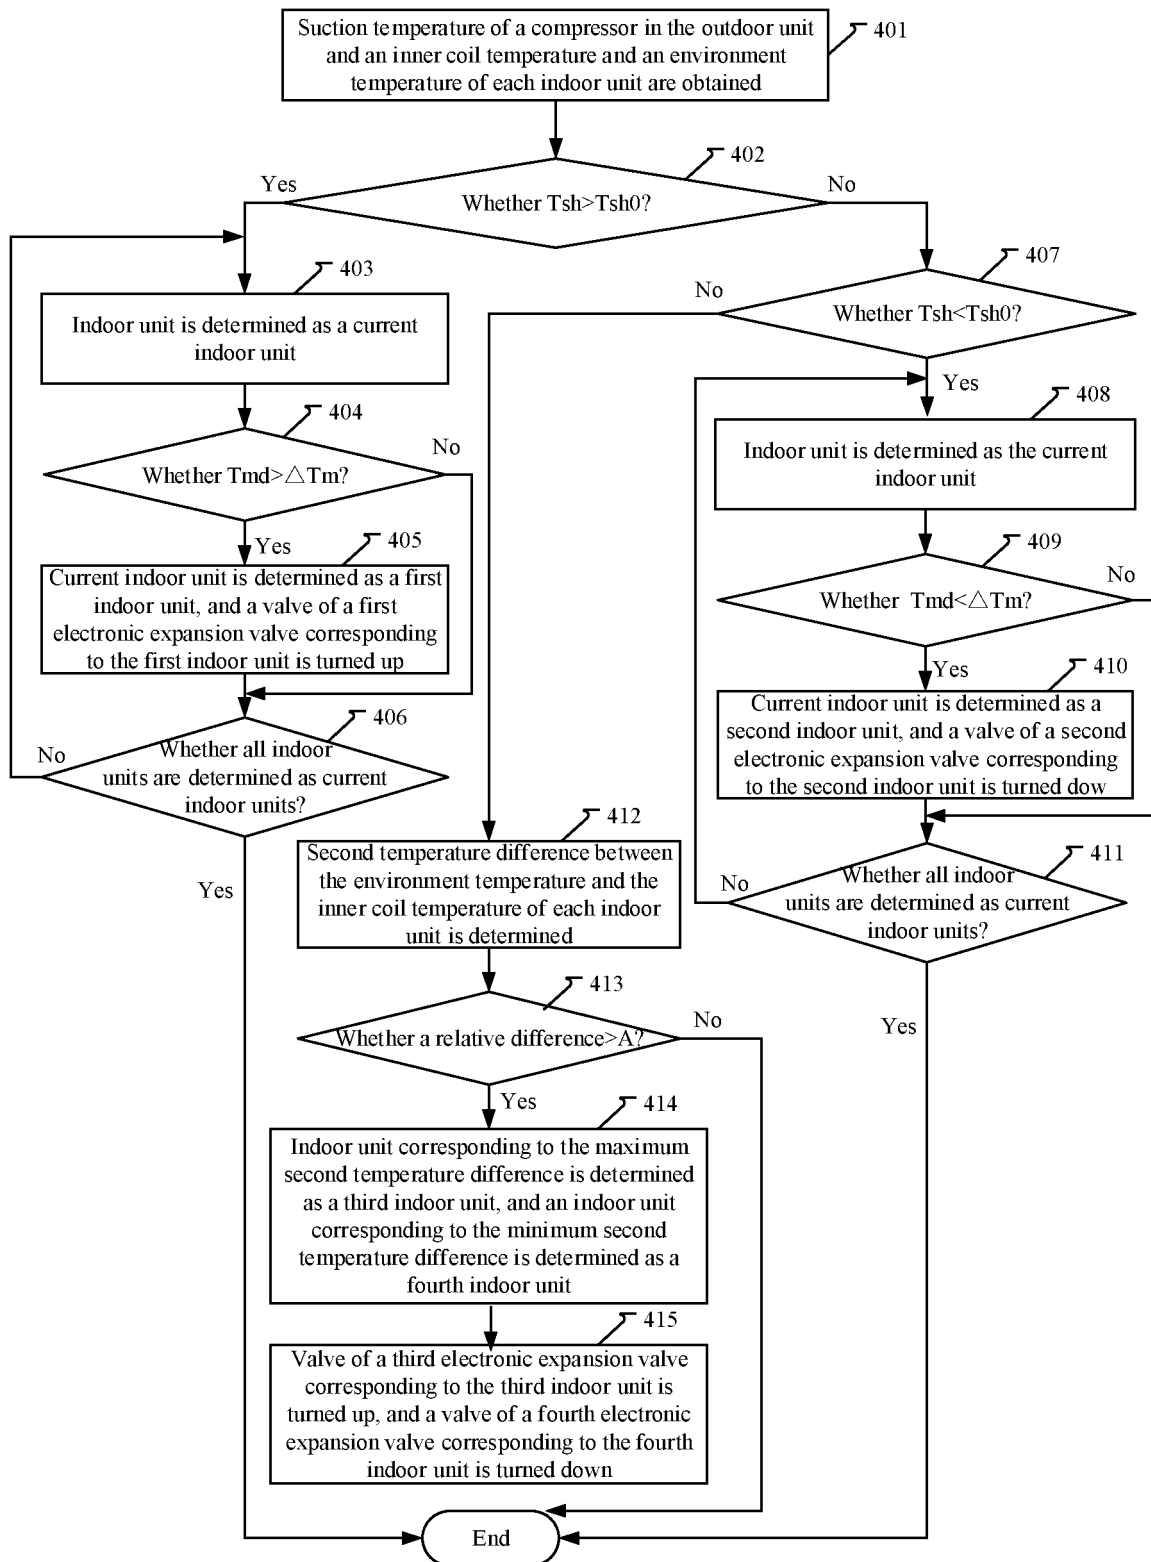 Suction temperature of a compressor in the outdoor unit
and an inner coil temperature and an environment
temperature of each indoor unit are obtained
401
402
Yes
Whether Tsh>Tsh0?
No
403
Indoor unit is determined as a current
indoor unit
407
No
Whether Tsh<Tsh0?
Yes
404
Whether Tmd>△Tm?
No
Yes
408
Indoor unit is determined as the current
indoor unit
405
Current indoor unit is determined as a first
indoor unit, and a valve of a first
electronic expansion valve corresponding
to the first indoor unit is turned up
409
Whether Tmd<△Tm?
No
Yes
406
No
Whether all indoor
units are determined as current
indoor units?
Yes
410
Current indoor unit is determined as a
second indoor unit, and a valve of a second
electronic expansion valve corresponding
to the second indoor unit is turned dow
411
No
Whether all indoor
units are determined as current
indoor units?
Yes
412
Second temperature difference between
the environment temperature and the
inner coil temperature of each indoor
unit is determined
413
Whether a relative difference>A?
No
Yes
414
Indoor unit corresponding to the maximum
second temperature difference is determined
as a third indoor unit, and an indoor unit
corresponding to the minimum second
temperature difference is determined as a
fourth indoor unit
415
Valve of a third electronic expansion valve
corresponding to the third indoor unit is
turned up, and a valve of a fourth electronic
expansion valve corresponding to the fourth
indoor unit is turned down
End